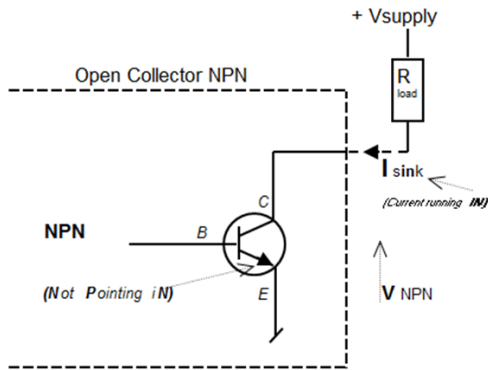 + Vsupply
Open Collector NPN
R
load
I sink
(Current running IN)
C
NPN
B
(Not Pointing iN)
E
V NPN